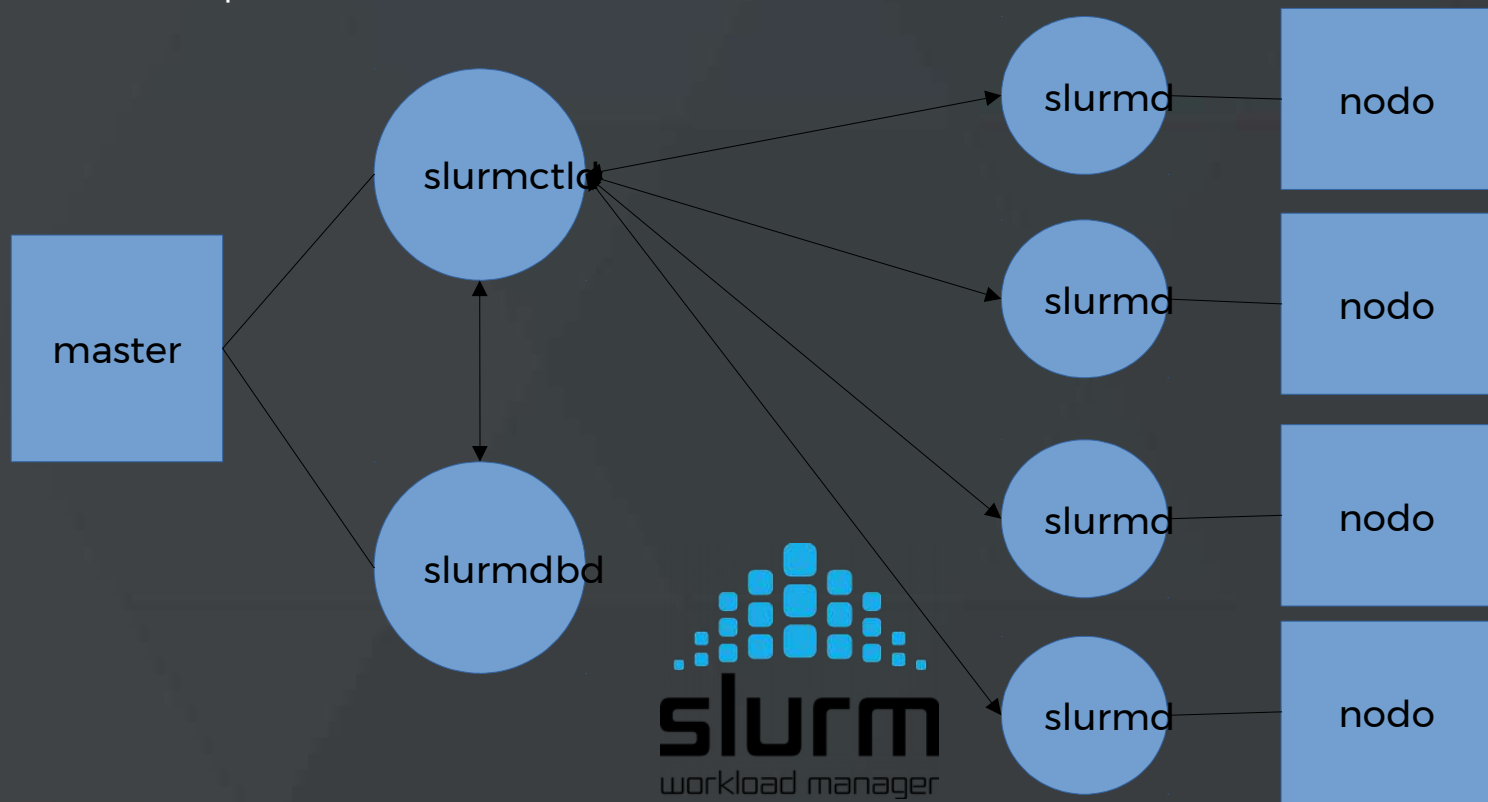 slurmd
nodo
slurmctld
slurmd
nodo
master
slurmd
nodo
slurmdbd
slurmd
nodo
slurm
workload manager